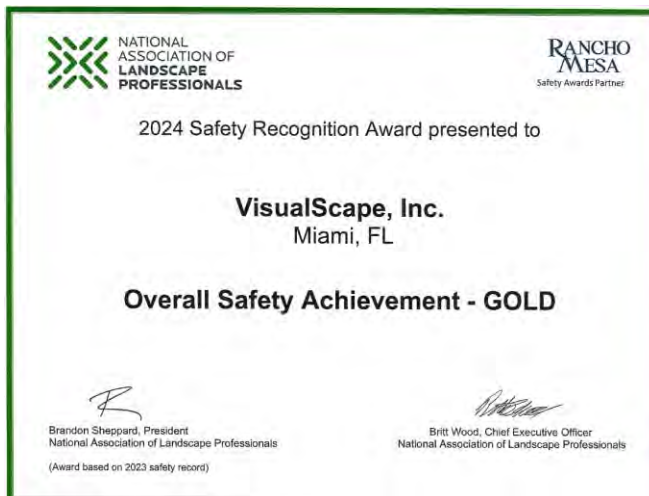 NATIONAL
ASSOCIATION OF
LANDSCAPE
PROFESSIONALS
RANCHO
MESA
Safety Awards Partner
2024 Safety Recognition Award presented to
VisualScape, Inc.
Miami, FL
Overall Safety Achievement - GOLD
Brandon Sheppard, President
National Association of Landscape Professionals
Britt Wood, Chief Executive Officer
National Association of Landscape Professionals
(Award based on 2023 safety record)